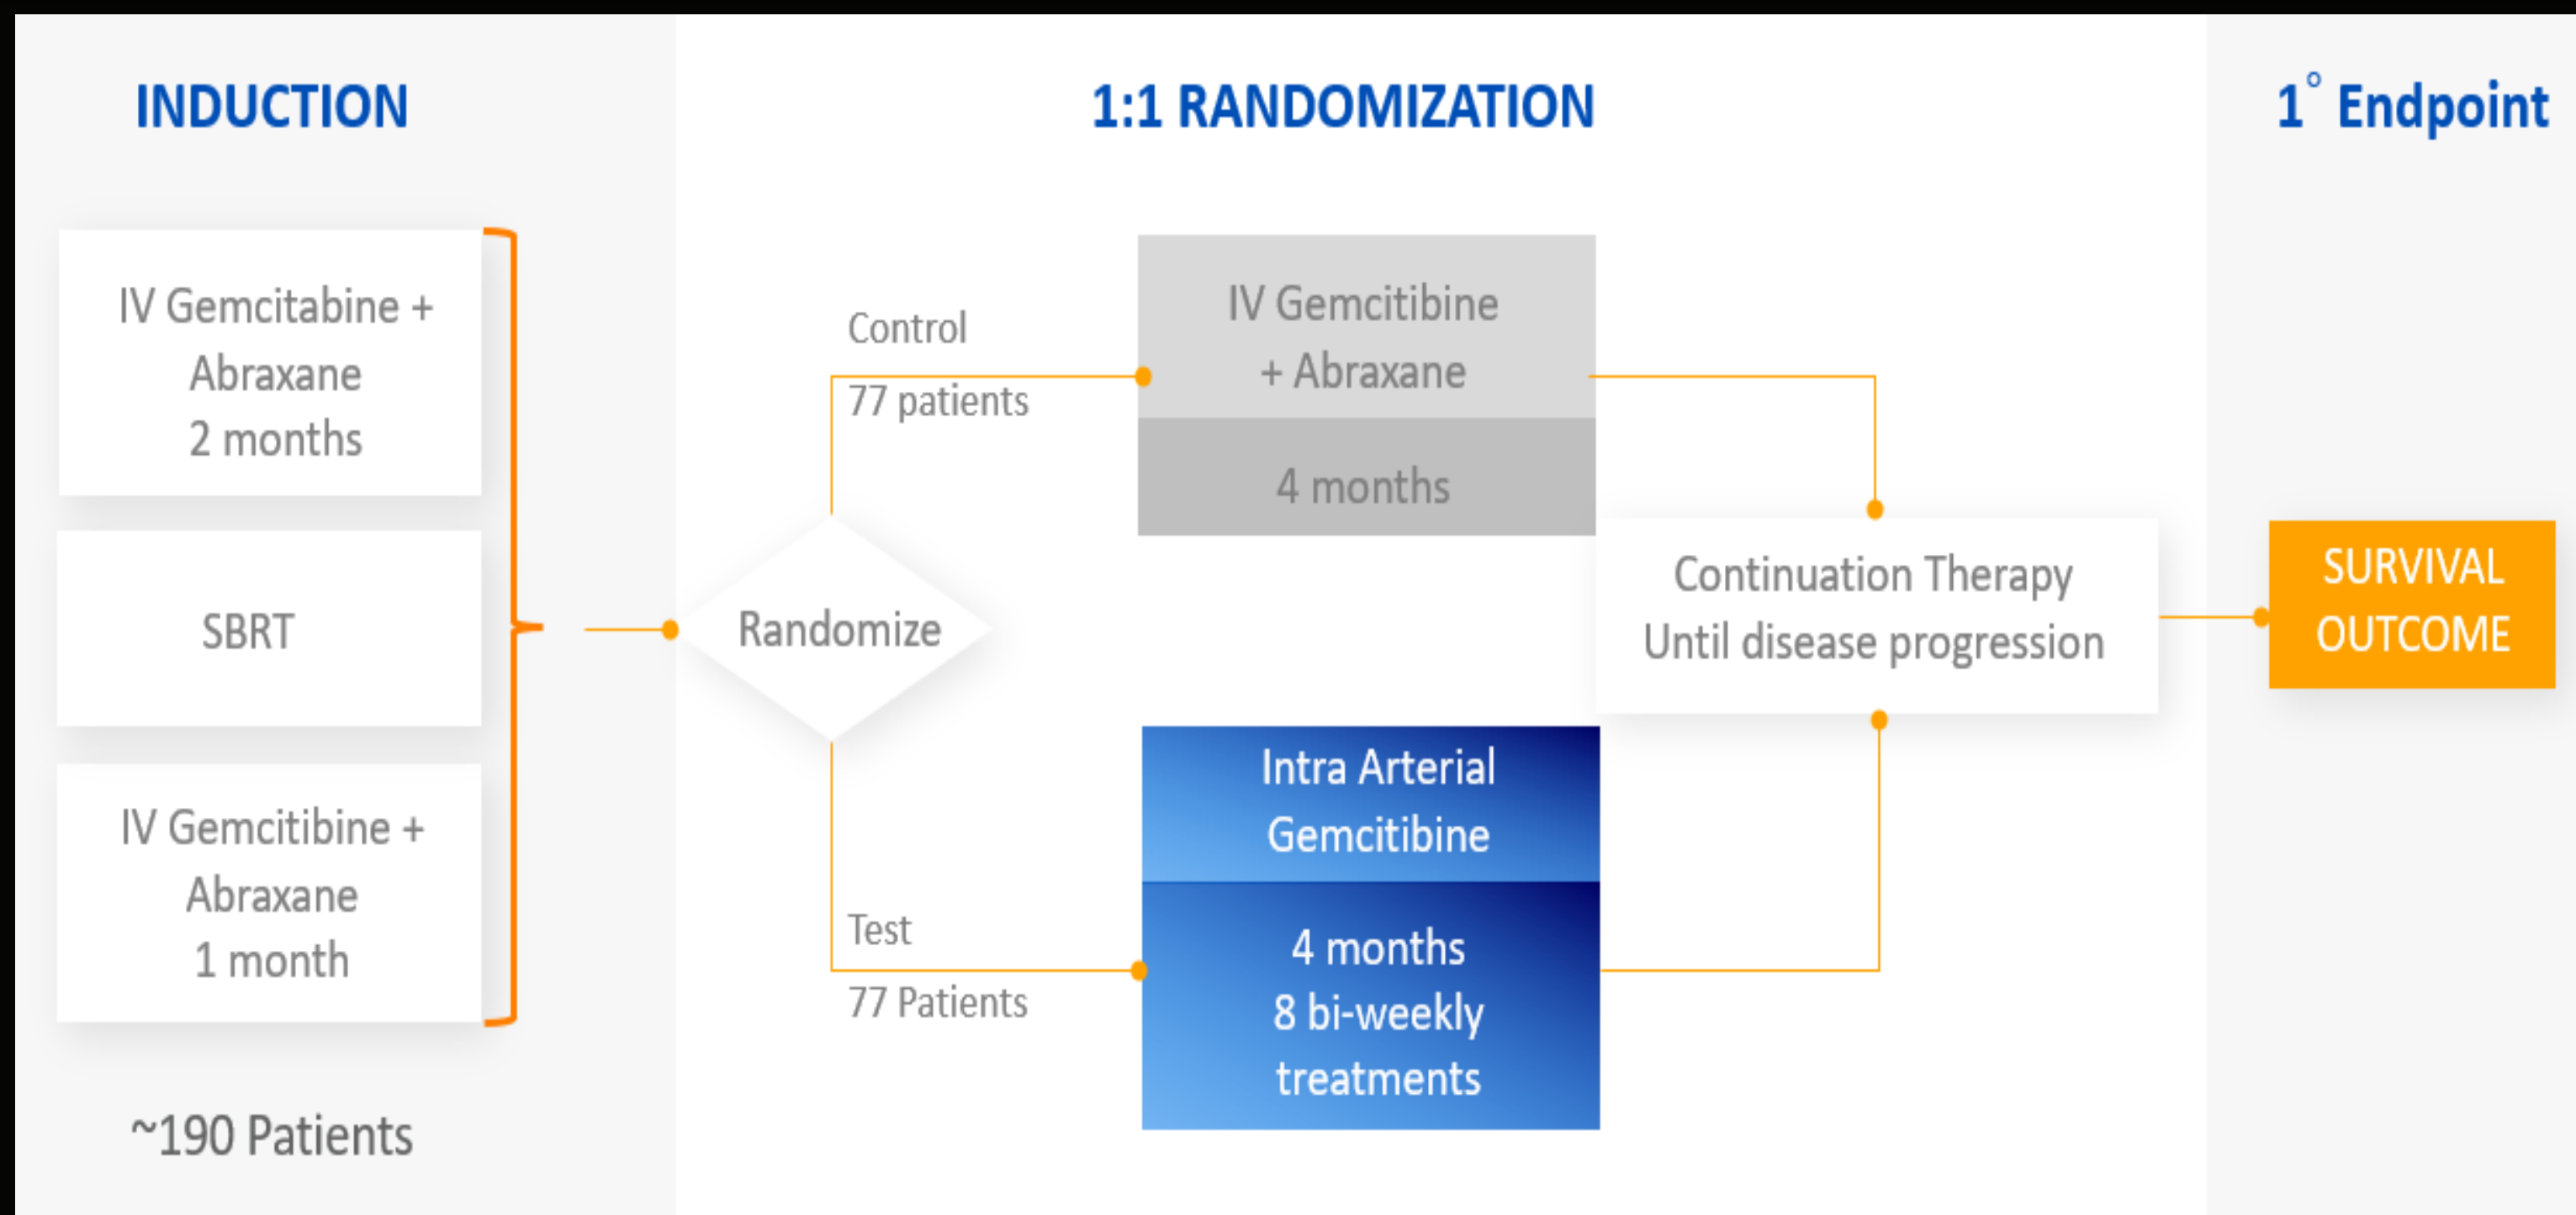 INDUCTION
IV Gemcitabine +
Abraxane
2 months
SBRT
IV Gemcitibine +
Abraxane
1 month
~190 Patients
1:1 RANDOMIZATION
Randomize
Control
77 patients
IV Gemcitibine
+ Abraxane
4 months
Test
77 Patients
Intra Arterial
Gemcitibine
4 months
8 bi-weekly
treatments
Continuation Therapy
Until disease progression
1° Endpoint
SURVIVAL
OUTCOME